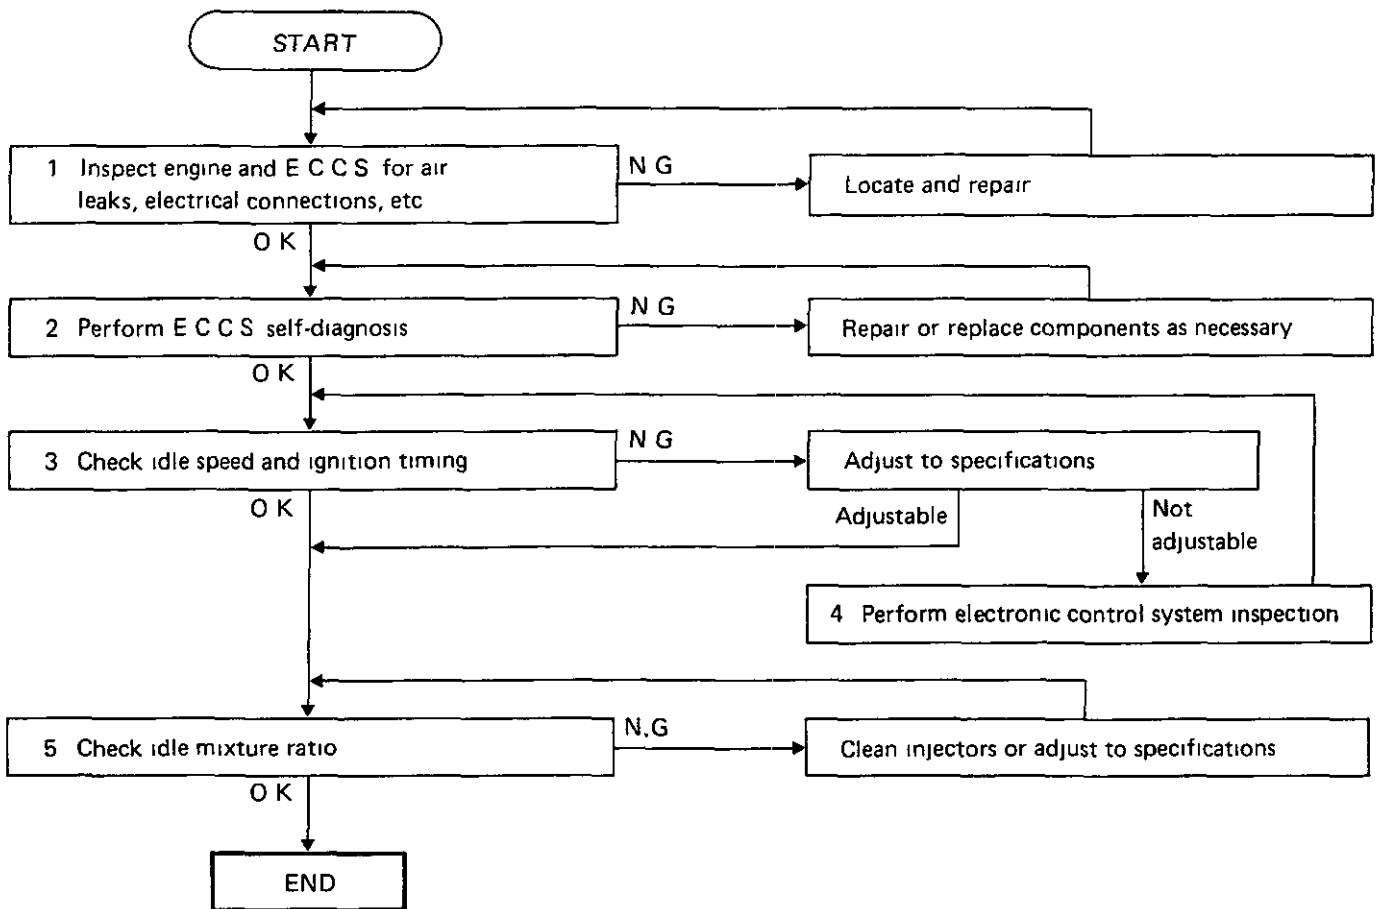 START
1 Inspect engine and E C C S for air
leaks, electrical connections, etc
N G
Locate and repair
O K
2 Perform E C C S self-diagnosis
N G
Repair or replace components as necessary
O K
3 Check idle speed and ignition timing
N G
Adjust to specifications
O K
Adjustable
Not
adjustable
4 Perform electronic control system inspection
5 Check idle mixture ratio
N.G
Clean injectors or adjust to specifications
O K
END